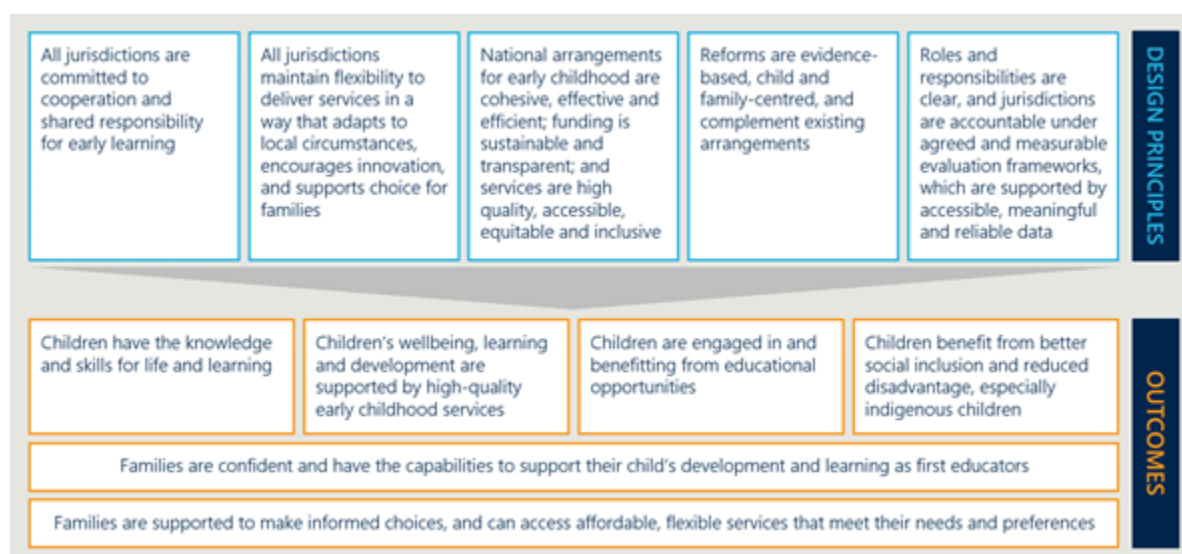 All jurisdictions are
committed to
cooperation and
shared responsibility
for early learning
All jurisdictions
maintain flexibility to
deliver services in a
way that adapts to
local circumstances,
encourages innovation,
and supports choice for
families
National arrangements
for early childhood are
cohesive, effective and
efficient; funding is
sustainable and
transparent; and
services are high
quality, accessible,
equitable and inclusive
Reforms are evidence-
based, child and
family-centred, and
complement existing
arrangements
Roles and
responsibilities are
clear, and jurisdictions
are accountable under
agreed and measurable
evaluation frameworks,
which are supported by
accessible, meaningful
and reliable data
DESIGN PRINCIPLES
Children have the knowledge
and skills for life and learning
Children's wellbeing, learning
and development are
supported by high-quality
early childhood services
Children are engaged in and
benefitting from educational
opportunities
Children benefit from better
social inclusion and reduced
disadvantage, especially
indigenous children
Families are confident and have the capabilities to support their child's development and learning as first educators
Families are supported to make informed choices, and can access affordable, flexible services that meet their needs and preferences
OUTCOMES